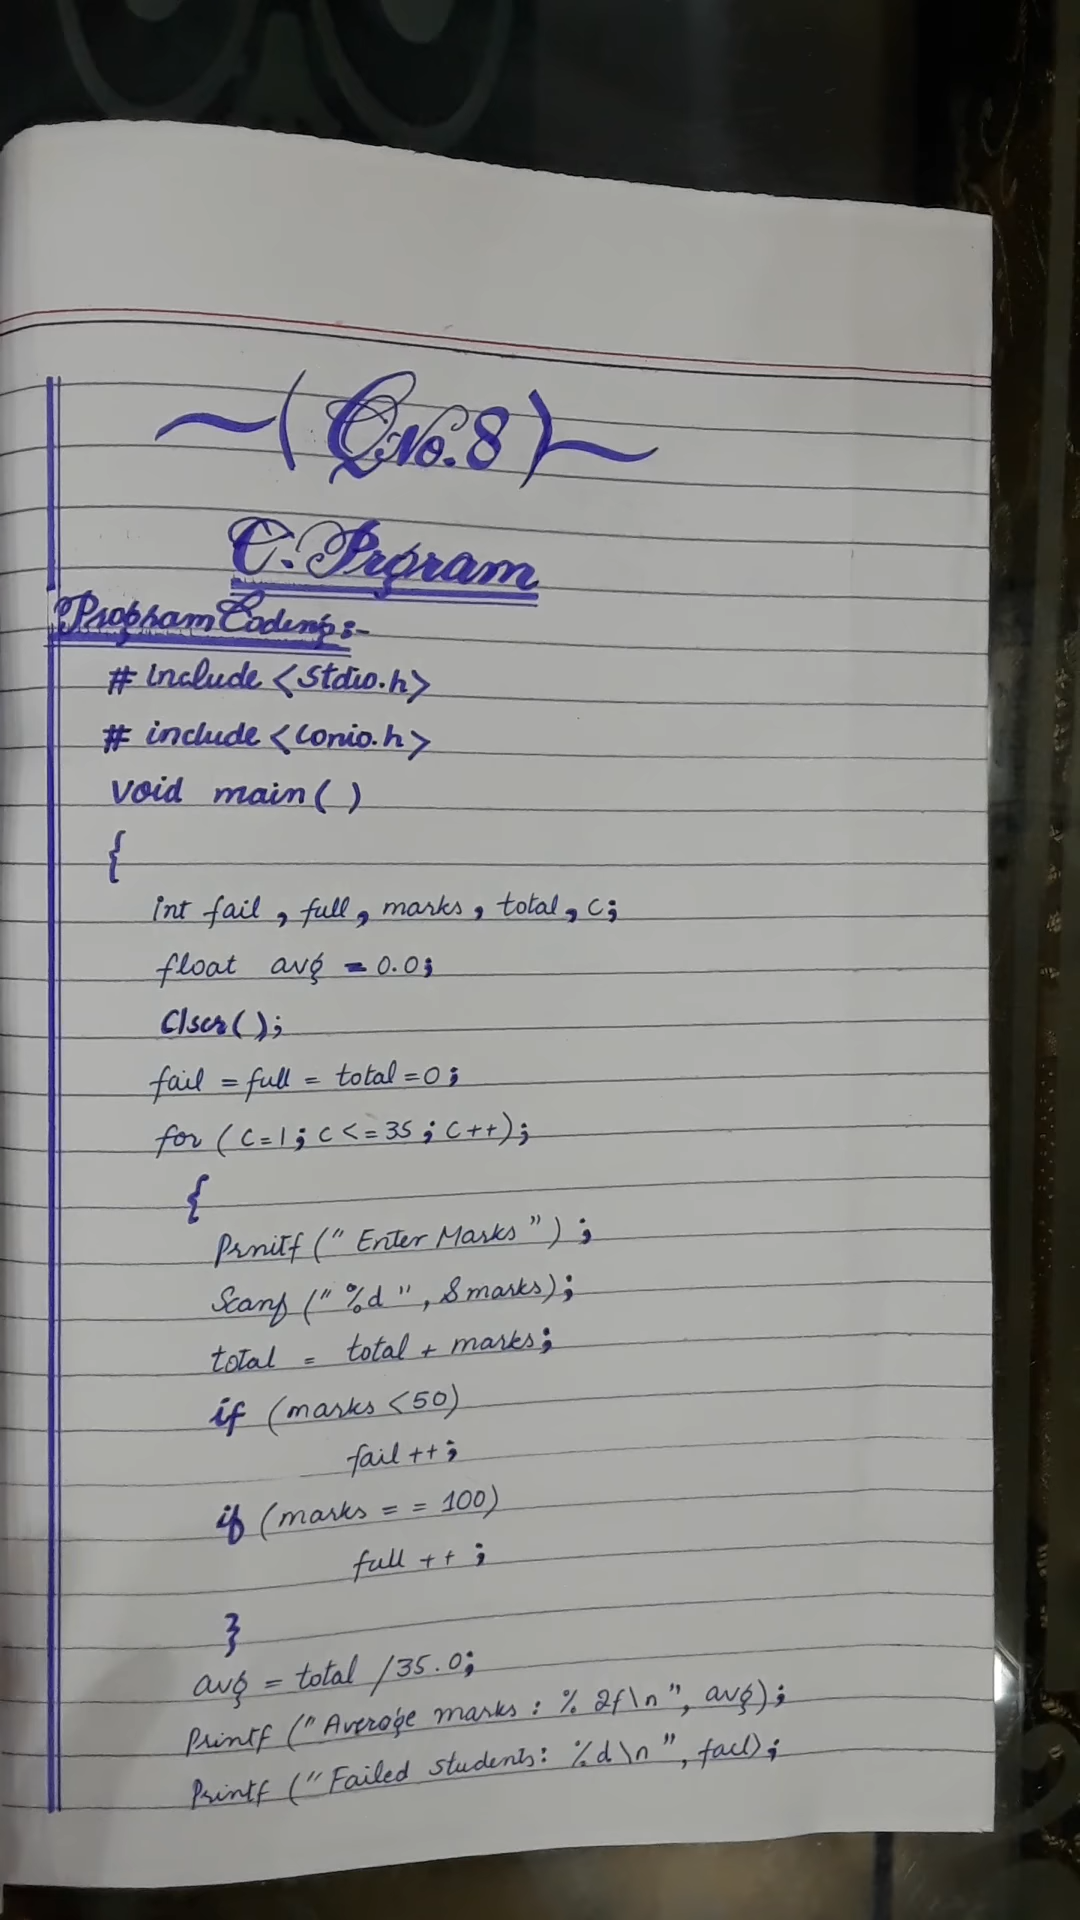 Q No. 8
C. Program
Program Coding:-
# include <stdio.h>
# include <conio.h>
void main( )
{
int fail, full, marks, total, c;
float avg = 0.0;
Clscr( );
fail = full = total = 0;
for ( C=1; C <= 35; C++);
{
Prnitf (" Enter Marks ") ;
Scanf (" %d ", & marks);
total = total + marks;
if (marks <50)
fail ++;
if (marks = = 100)
full ++ ;
}
avg = total /35.0;
Printf ("Average marks : % 2f\n", avg);
Printf ("Failed students: %d \n ", fail);